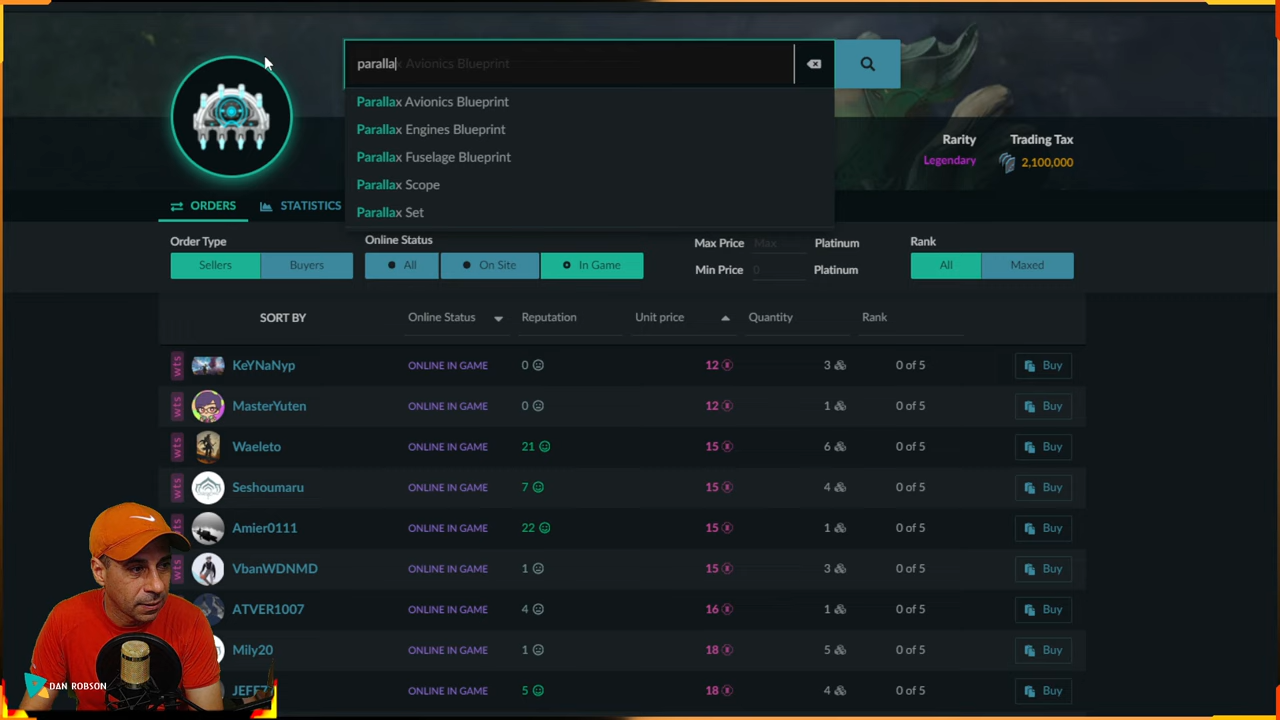 parallax Avionics Blueprint
Parallax Avionics Blueprint
Parallax Engines Blueprint
Parallax Fuselage Blueprint
Parallax Scope
Parallax Set
Rarity Trading Tax
Legendary 2,100,000
ORDERS STATISTICS
Order Type Online Status
Sellers Buyers All On Site In Game
Max Price Max Platinum
Min Price 0 Platinum
Rank
All Maxed
SORT BY Online Status Reputation Unit price Quantity Rank
wts KeYNaNyp ONLINE IN GAME 0 12 3 0 of 5 Buy
wts MasterYuten ONLINE IN GAME 0 12 1 0 of 5 Buy
wts Waeleto ONLINE IN GAME 21 15 6 0 of 5 Buy
wts Seshoumaru ONLINE IN GAME 7 15 4 0 of 5 Buy
wts Amier0111 ONLINE IN GAME 22 15 1 0 of 5 Buy
wts VbanWDNMD ONLINE IN GAME 1 15 3 0 of 5 Buy
ATVER1007 ONLINE IN GAME 4 16 1 0 of 5 Buy
Mily20 ONLINE IN GAME 1 18 5 0 of 5 Buy
ONLINE IN GAME 5 18 4 0 of 5 Buy
DAN ROBSON